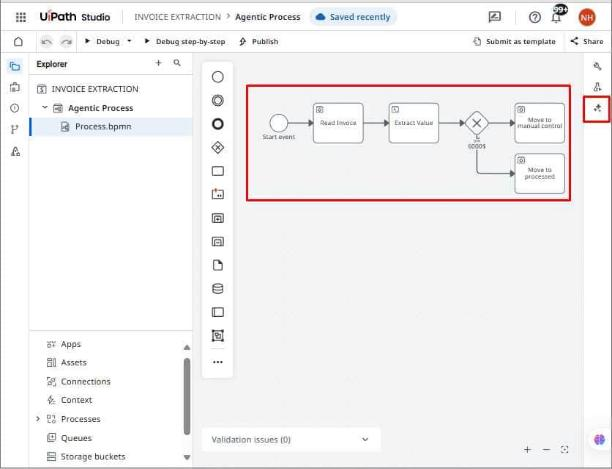 UiPath Studio
INVOICE EXTRACTION > Agentic Process
Saved recently
99+
NH
Debug
Debug step-by-step
Publish
Submit as template
Share
Explorer
INVOICE EXTRACTION
Agentic Process
Process.bpmn
Start event
Read Invoice
Extract Value
Move to
manual control
Move to
processed
Apps
Assets
Connections
Context
Processes
Queues
Storage buckets
Validation issues (0)